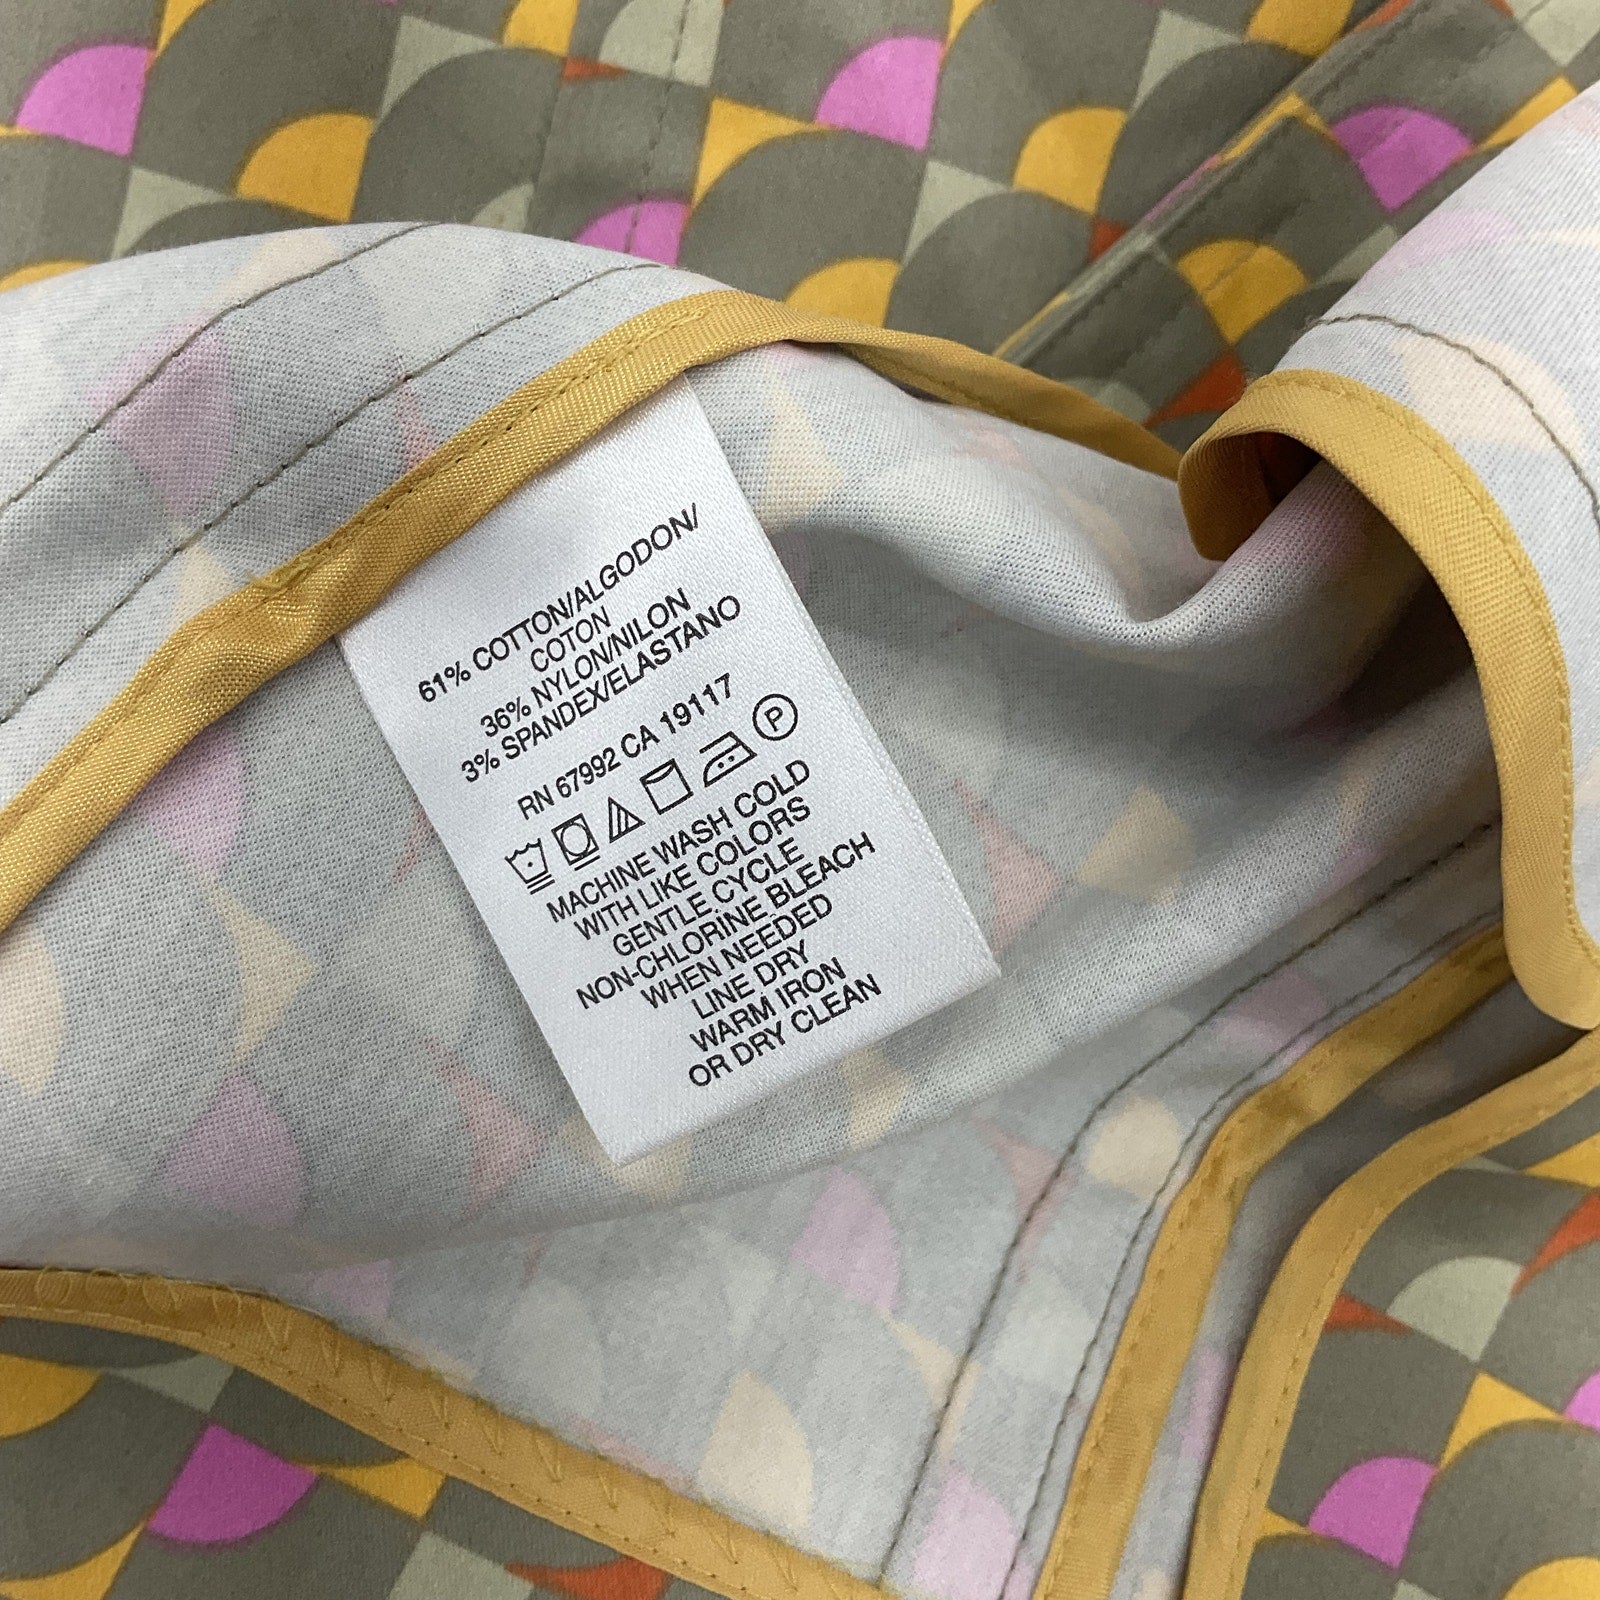 61% COTTON/ALGODON/
COTON
36% NYLON/NILON
3% SPANDEX/ELASTANO
RN 67992 CA 19117
P
MACHINE WASH COLD
WITH LIKE COLORS
GENTLE CYCLE
NON-CHLORINE BLEACH
WHEN NEEDED
LINE DRY
WARM IRON
OR DRY CLEAN